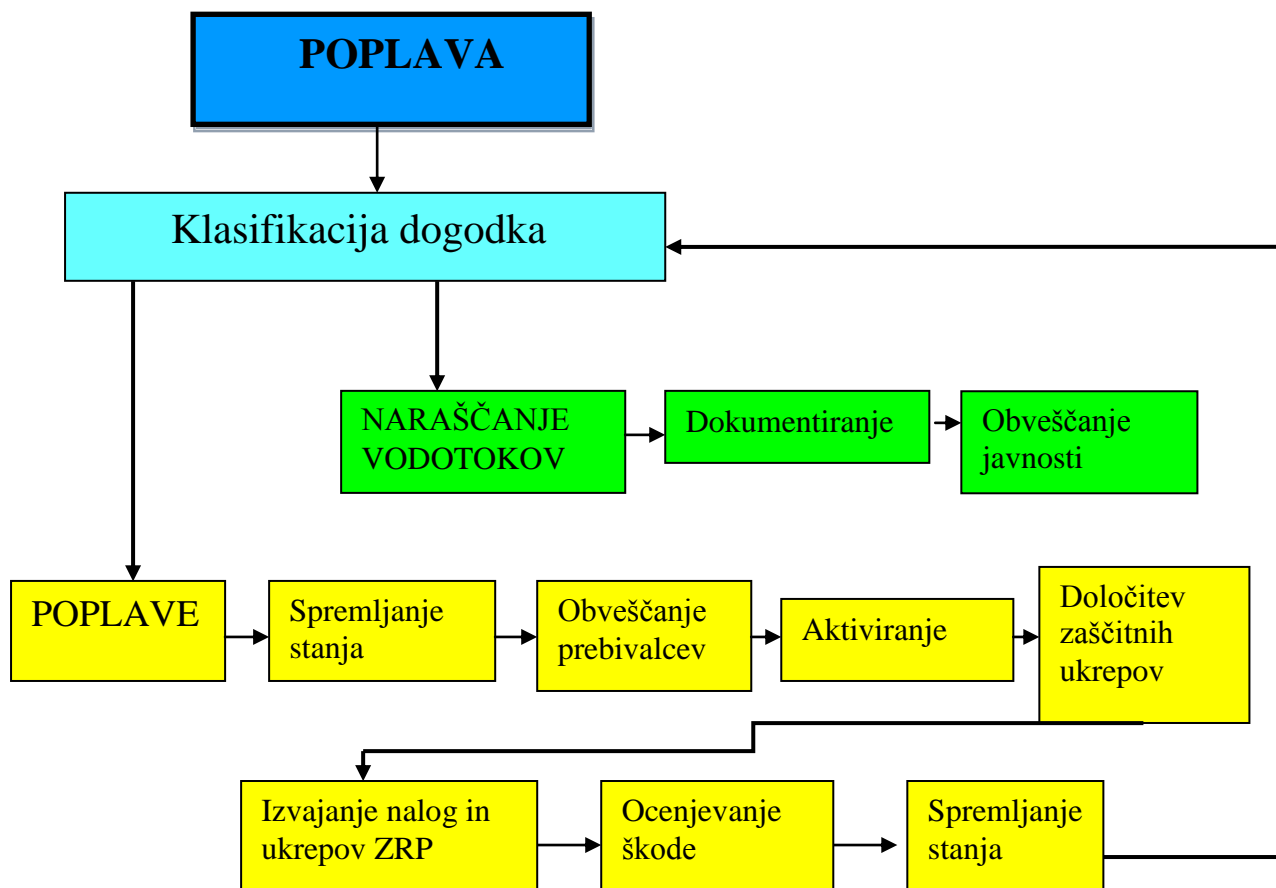 POPLAVA
Klasifikacija dogodka
NARAŠČANJE
VODOTOKOV
Dokumentiranje
Obveščanje
javnosti
POPLAVE
Spremljanje
stanja
Obveščanje
prebivalcev
Aktiviranje
Določitev
zaščitnih
ukrepov
Izvajanje nalog in
ukrepov ZRP
Ocenjevanje
škode
Spremljanje
stanja